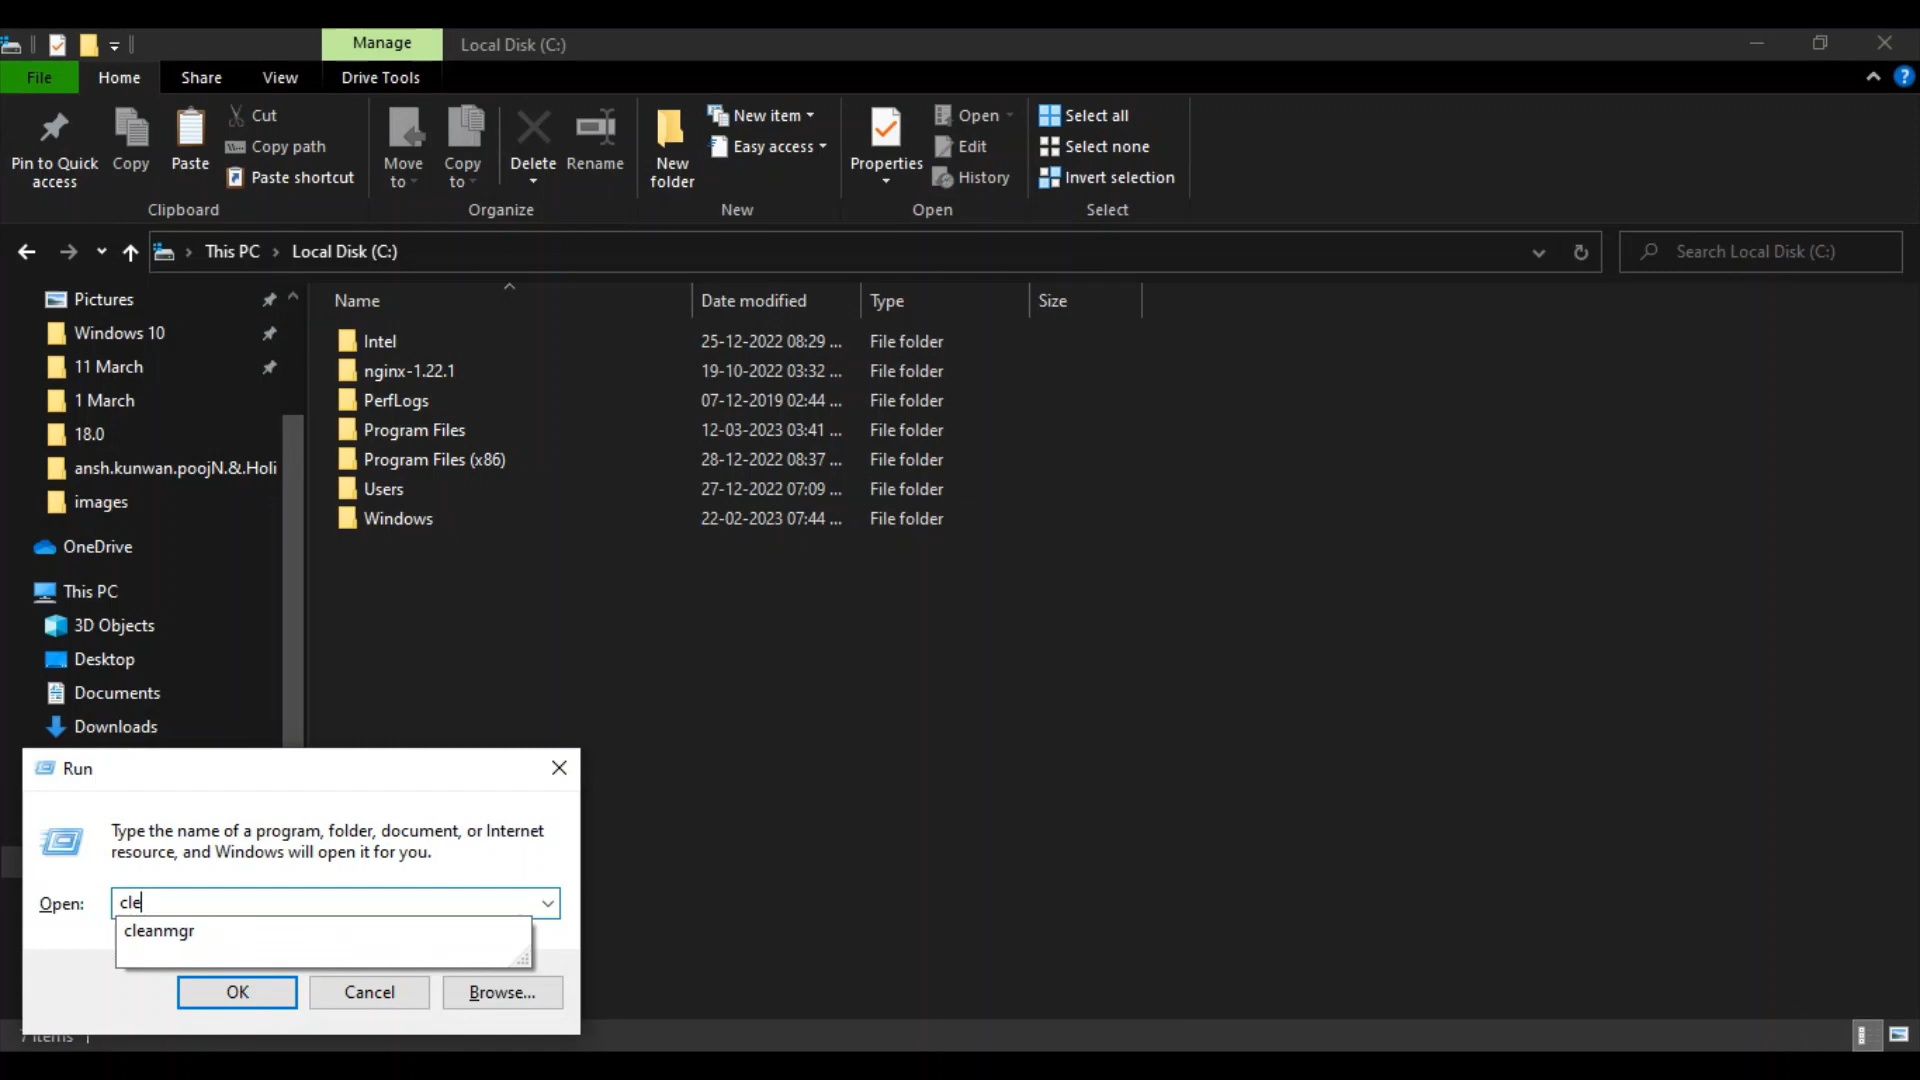 Manage
Local Disk (C:)
File
Home
Share
View
Drive Tools
Pin to Quick access
Copy
Paste
Cut
Copy path
Paste shortcut
Clipboard
Move to
Copy to
Delete
Rename
Organize
New folder
New item
Easy access
New
Properties
Open
Edit
History
Open
Select all
Select none
Invert selection
Select
This PC
Local Disk (C:)
Search Local Disk (C:)
Pictures
Windows 10
11 March
1 March
18.0
ansh.kunwan.poojN.&.Holi
images
OneDrive
This PC
3D Objects
Desktop
Documents
Downloads
Name Date modified Type Size
Intel 25-12-2022 08:29 ... File folder
nginx-1.22.1 19-10-2022 03:32 ... File folder
PerfLogs 07-12-2019 02:44 ... File folder
Program Files 12-03-2023 03:41 ... File folder
Program Files (x86) 28-12-2022 08:37 ... File folder
Users 27-12-2022 07:09 ... File folder
Windows 22-02-2023 07:44 ... File folder
Run
Type the name of a program, folder, document, or Internet
resource, and Windows will open it for you.
Open: cle
cleanmgr
OK
Cancel
Browse...
7 items